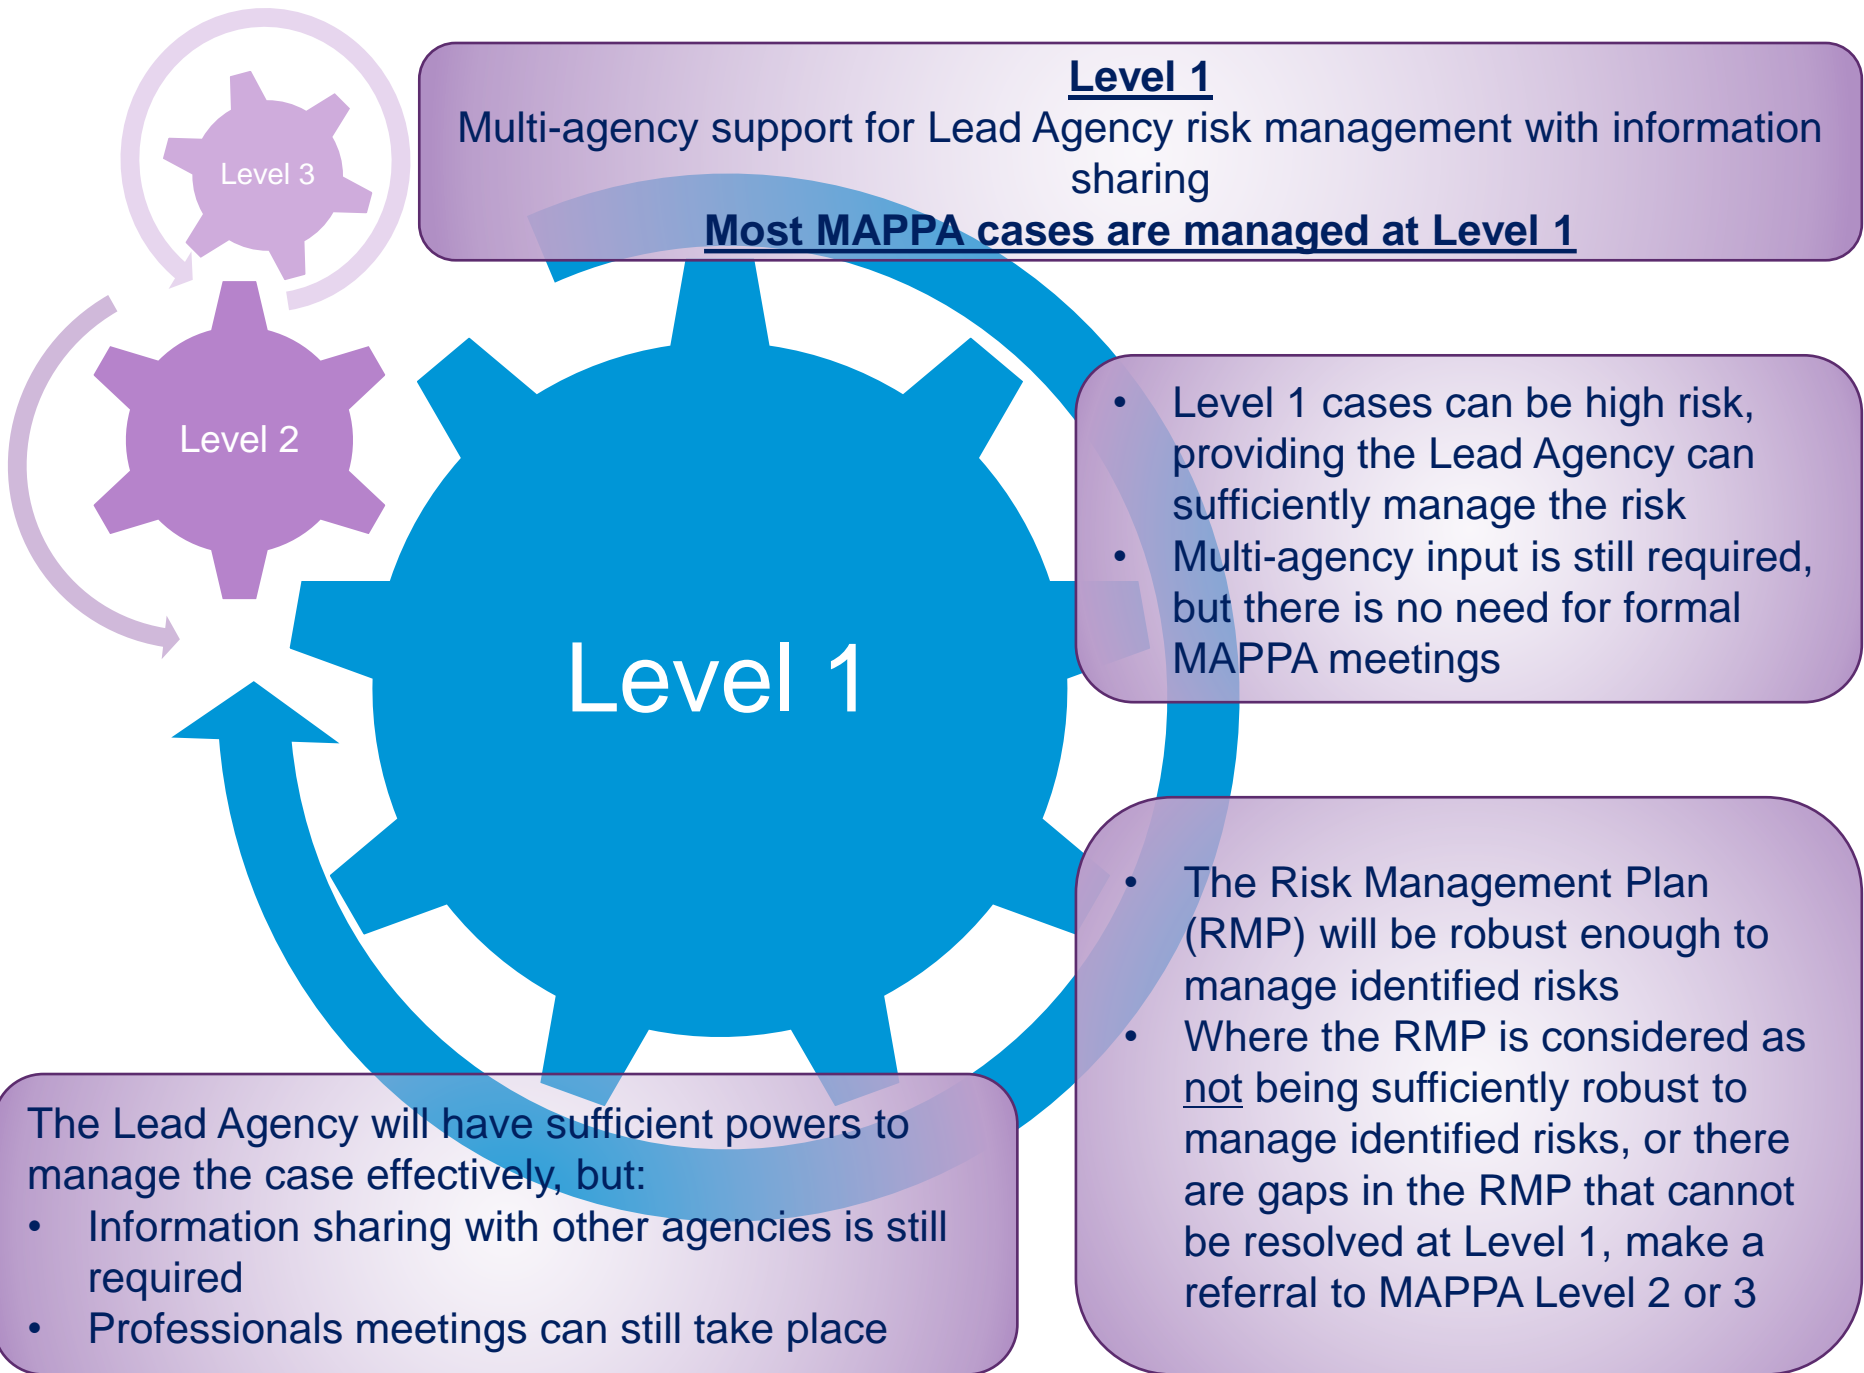 Level 1
Multi-agency support for Lead Agency risk management with information
sharing
Most MAPPA cases are managed at Level 1
Level 3
Level 2
Level 1
• Level 1 cases can be high risk,
providing the Lead Agency can
sufficiently manage the risk
• Multi-agency input is still required,
but there is no need for formal
MAPPA meetings
• The Risk Management Plan
(RMP) will be robust enough to
manage identified risks
• Where the RMP is considered as
not being sufficiently robust to
manage identified risks, or there
are gaps in the RMP that cannot
be resolved at Level 1, make a
referral to MAPPA Level 2 or 3
The Lead Agency will have sufficient powers to
manage the case effectively, but:
• Information sharing with other agencies is still
required
• Professionals meetings can still take place